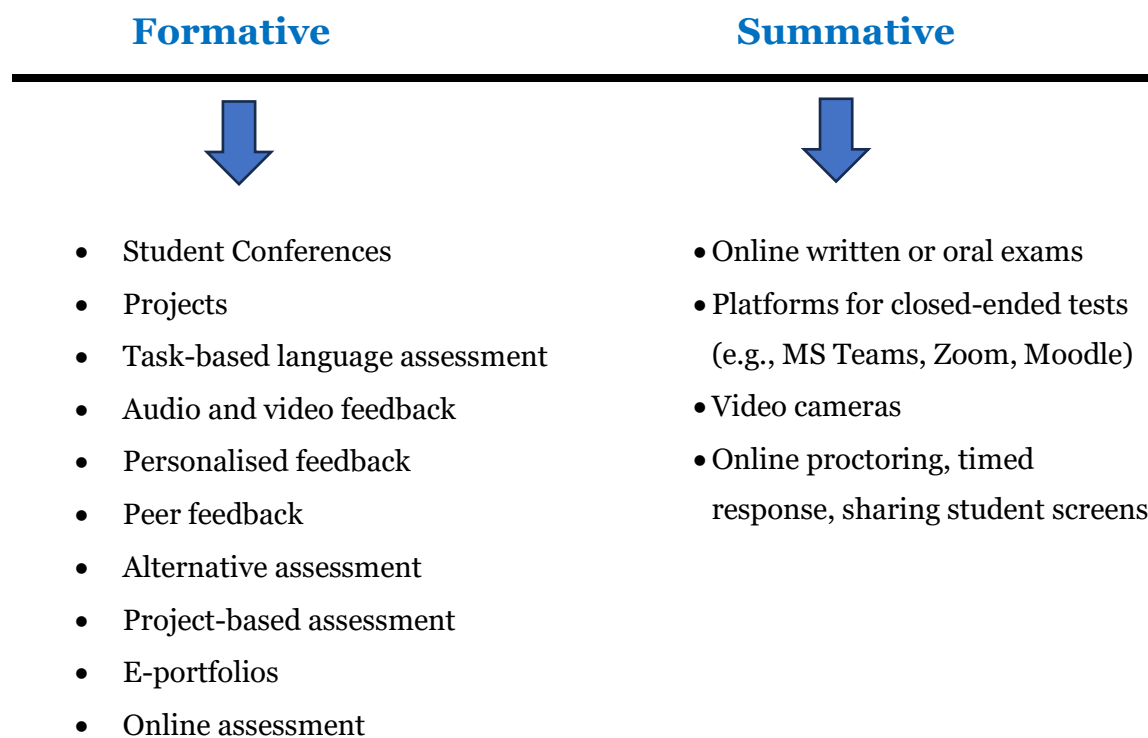 Formative
Summative
• Student Conferences
• Projects
• Task-based language assessment
• Audio and video feedback
• Personalised feedback
• Peer feedback
• Alternative assessment
• Project-based assessment
• E-portfolios
• Online assessment
• Online written or oral exams
• Platforms for closed-ended tests
(e.g., MS Teams, Zoom, Moodle)
• Video cameras
• Online proctoring, timed
response, sharing student screens